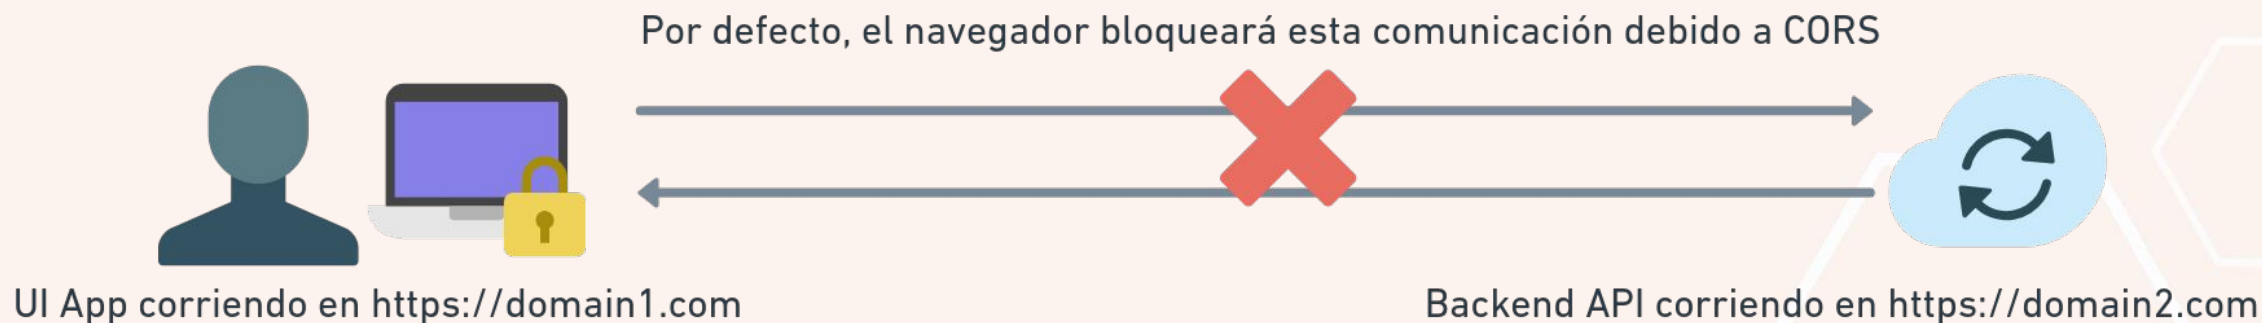 Por defecto, el navegador bloqueará esta comunicación debido a CORS
UI App corriendo en https://domain1.com
Backend API corriendo en https://domain2.com